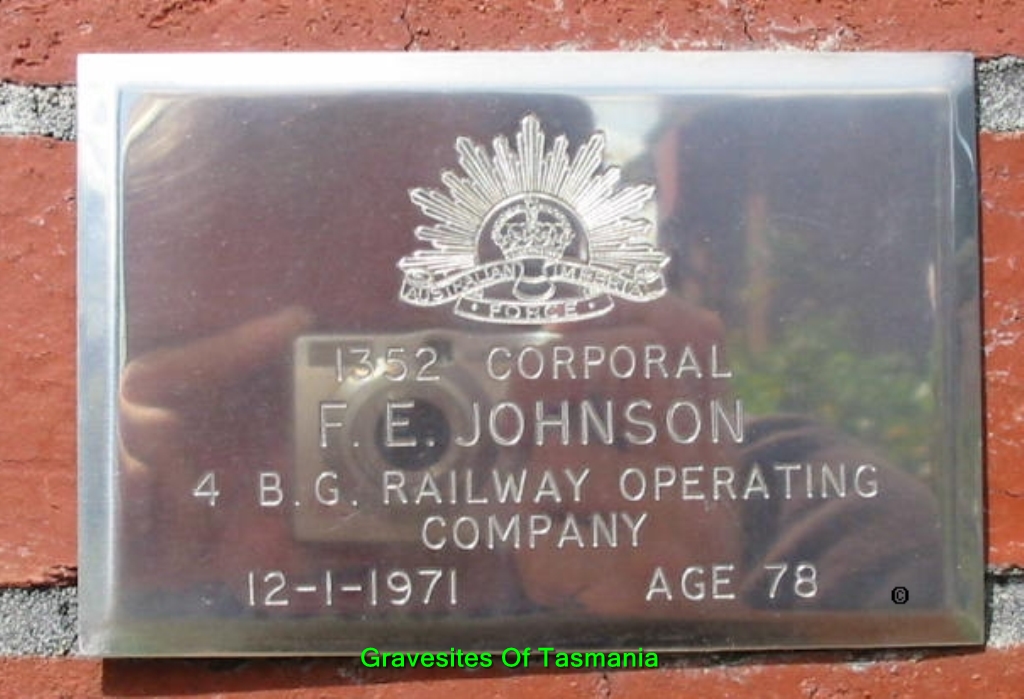 AUSTRALIAN IMPERIAL
FORCE
1352 CORPORAL
F. E. JOHNSON
4 B.G. RAILWAY OPERATING
COMPANY
12-1-1971 AGE 78
©
Gravesites Of Tasmania